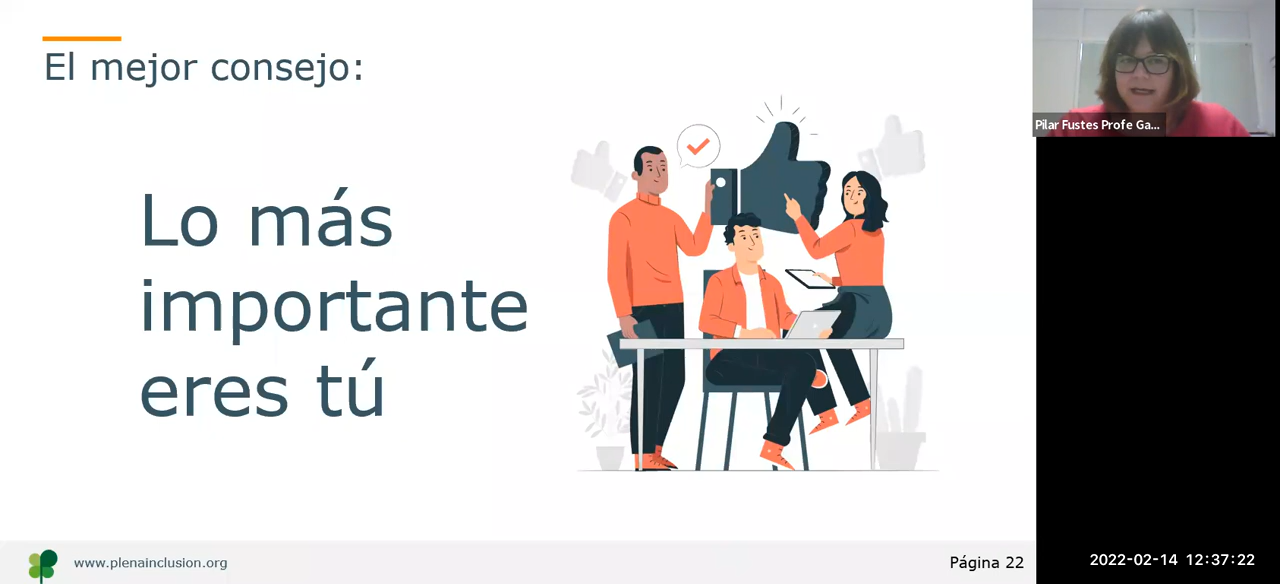 El mejor consejo:
Lo más
importante
eres tú
Pilar Fustes Profe Ga...
www.plenainclusion.org
Página 22
2022-02-14 12:37:22